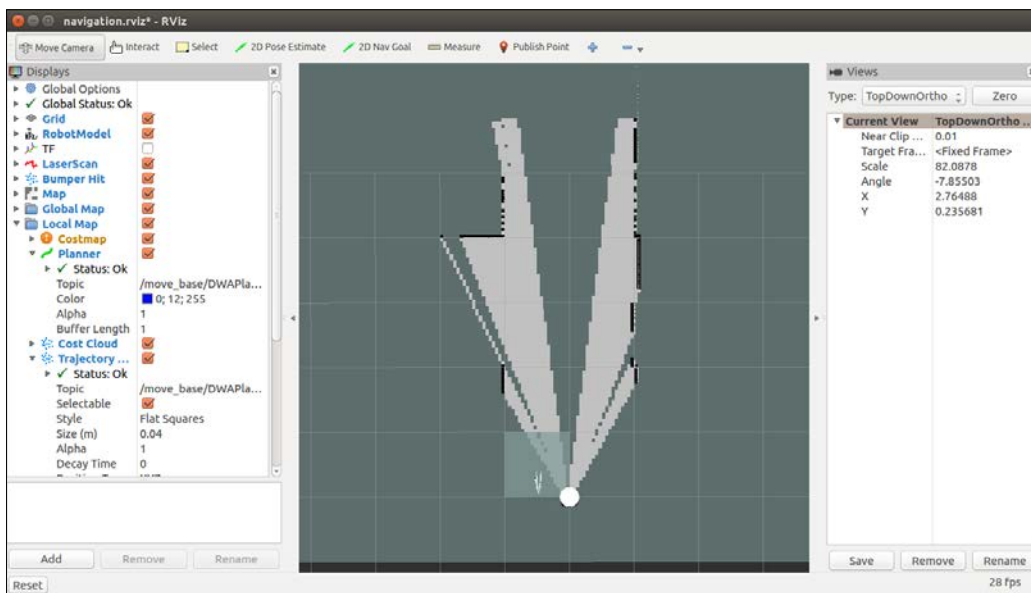 navigation.rviz* - RViz
Move Camera Interact Select 2D Pose Estimate 2D Nav Goal Measure Publish Point
Displays
Global Options
Global Status: Ok
Grid
RobotModel
TF
LaserScan
Bumper Hit
Map
Global Map
Local Map
Costmap
Planner
Status: Ok
Topic /move_base/DWAPla...
Color 0; 12; 255
Alpha 1
Buffer Length 1
Cost Cloud
Trajectory ...
Status: Ok
Topic /move_base/DWAPla...
Selectable
Style Flat Squares
Size (m) 0.04
Alpha 1
Decay Time 0
Add Remove Rename
Reset
Views
Type: TopDownOrtho Zero
Current View TopDownOrtho ...
Near Clip ... 0.01
Target Fra... <Fixed Frame>
Scale 82.0878
Angle -7.85503
X 2.76488
Y 0.235681
Save Remove Rename
28 fps